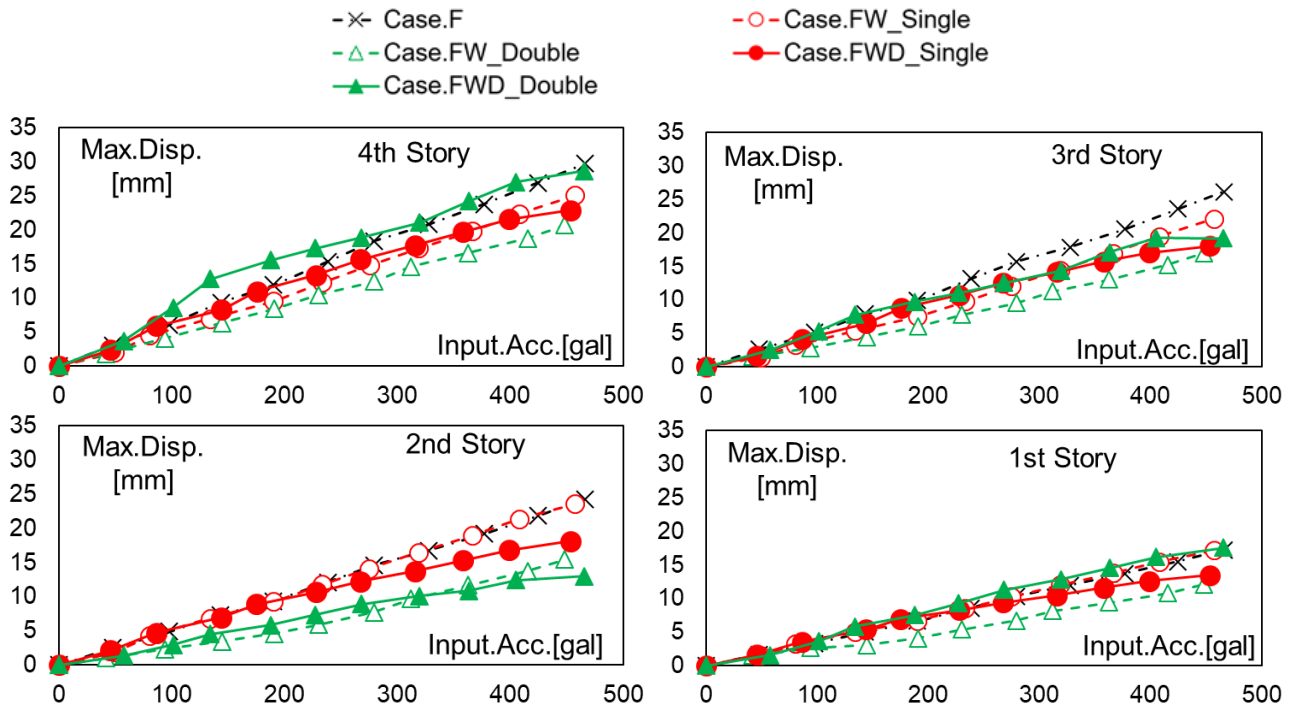 Case.F
Case.FW_Single
Case.FW_Double
Case.FWD_Single
Case.FWD_Double
35
30
25
20
15
10
5
0
Max.Disp.
[mm]
4th Story
Input.Acc.[gal]
0 100 200 300 400 500
35
30
25
20
15
10
5
0
Max.Disp.
[mm]
3rd Story
Input.Acc.[gal]
0 100 200 300 400 500
35
30
25
20
15
10
5
0
Max.Disp.
[mm]
2nd Story
Input.Acc.[gal]
0 100 200 300 400 500
35
30
25
20
15
10
5
0
Max.Disp.
[mm]
1st Story
Input.Acc.[gal]
0 100 200 300 400 500